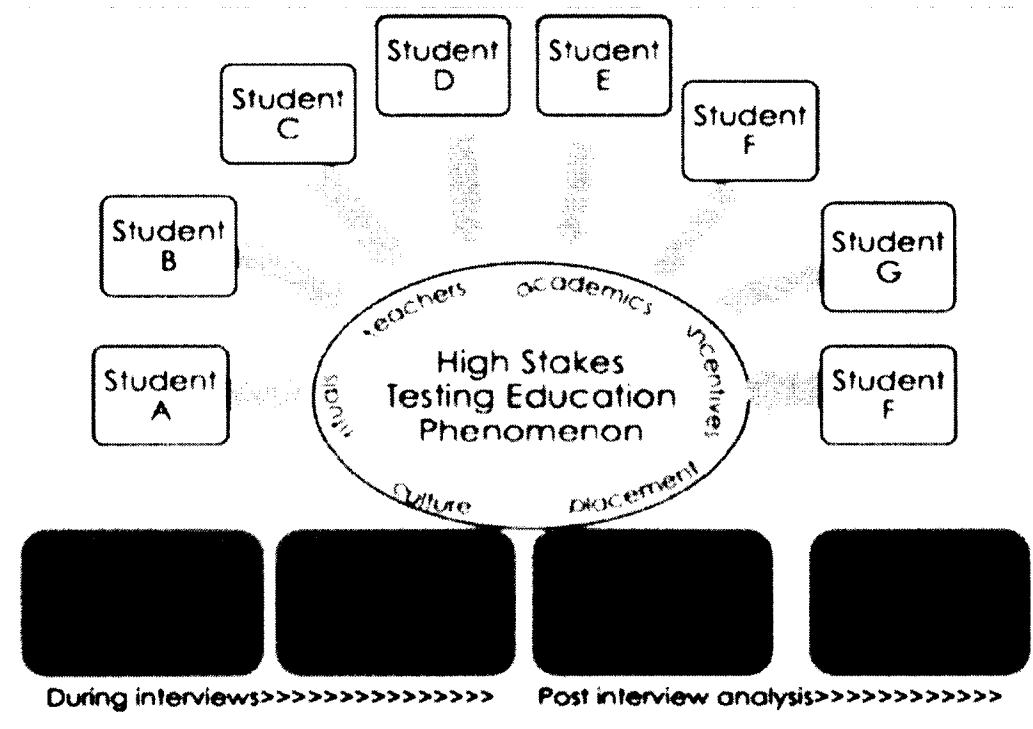 Student
D
Student
E
Student
C
Student
F
Student
B
Student
G
Student
A
Student
F
teachers
academics
incentives
rituals
High Stakes
Testing Education
Phenomenon
culture
placement
During interviews>>>>>>>>>>>>>>>
Post interview analysis>>>>>>>>>>>>